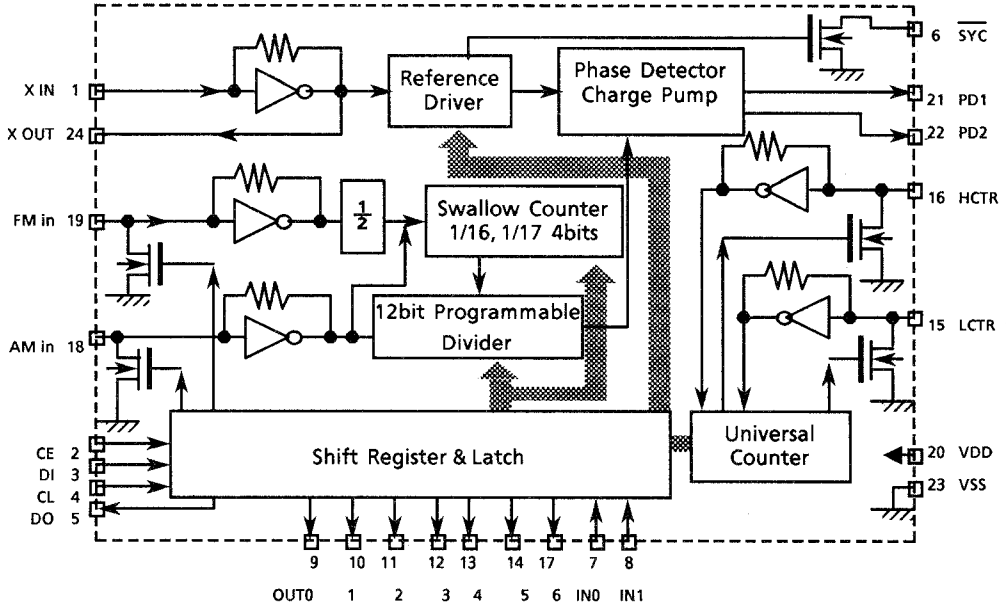 6 SYC
X IN 1
Reference
Driver
Phase Detector
Charge Pump
21 PD1
X OUT 24
22 PD2
FM in 19
1/2
Swallow Counter
1/16, 1/17 4bits
16 HCTR
AM in 18
12bit Programmable
Divider
15 LCTR
CE 2
DI 3
CL 4
DO 5
Shift Register & Latch
Universal
Counter
20 VDD
23 VSS
9 10 11 12 13 14 17 7 8
OUT0 1 2 3 4 5 6 IN0 IN1